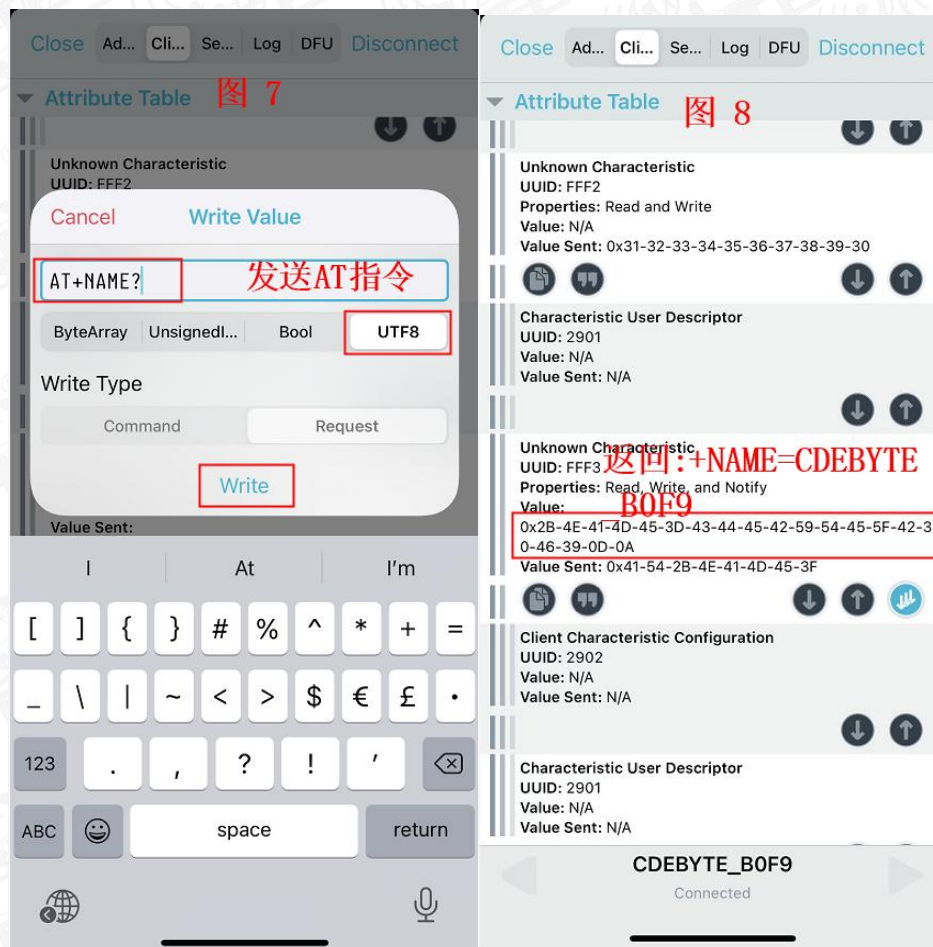 Close Ad... Cli... Se... Log DFU Disconnect
图 7
Attribute Table
Unknown Characteristic
UUID: FFF2
Cancel Write Value
AT+NAME?
发送AT指令
ByteArray UnsignedI... Bool UTF8
Write Type
Command Request
Write
Value Sent:
I At I'm
[ ] { } # % ^ * + =
_ \ | ~ < > $ € £ •
123 . , ? ! ’
ABC space return
Close Ad... Cli... Se... Log DFU Disconnect
Attribute Table
图 8
Unknown Characteristic
UUID: FFF2
Properties: Read and Write
Value: N/A
Value Sent: 0x31-32-33-34-35-36-37-38-39-30
Characteristic User Descriptor
UUID: 2901
Value: N/A
Value Sent: N/A
Unknown Characteristic
UUID: FFF3
返回:+NAME=CDEBYTE
_B0F9
Properties: Read, Write, and Notify
Value:
0x2B-4E-41-4D-45-3D-43-44-45-42-59-54-45-5F-42-3
0-46-39-0D-0A
Value Sent: 0x41-54-2B-4E-41-4D-45-3F
Client Characteristic Configuration
UUID: 2902
Value: N/A
Value Sent: N/A
Characteristic User Descriptor
UUID: 2901
Value: N/A
Value Sent: N/A
CDEBYTE_B0F9
Connected